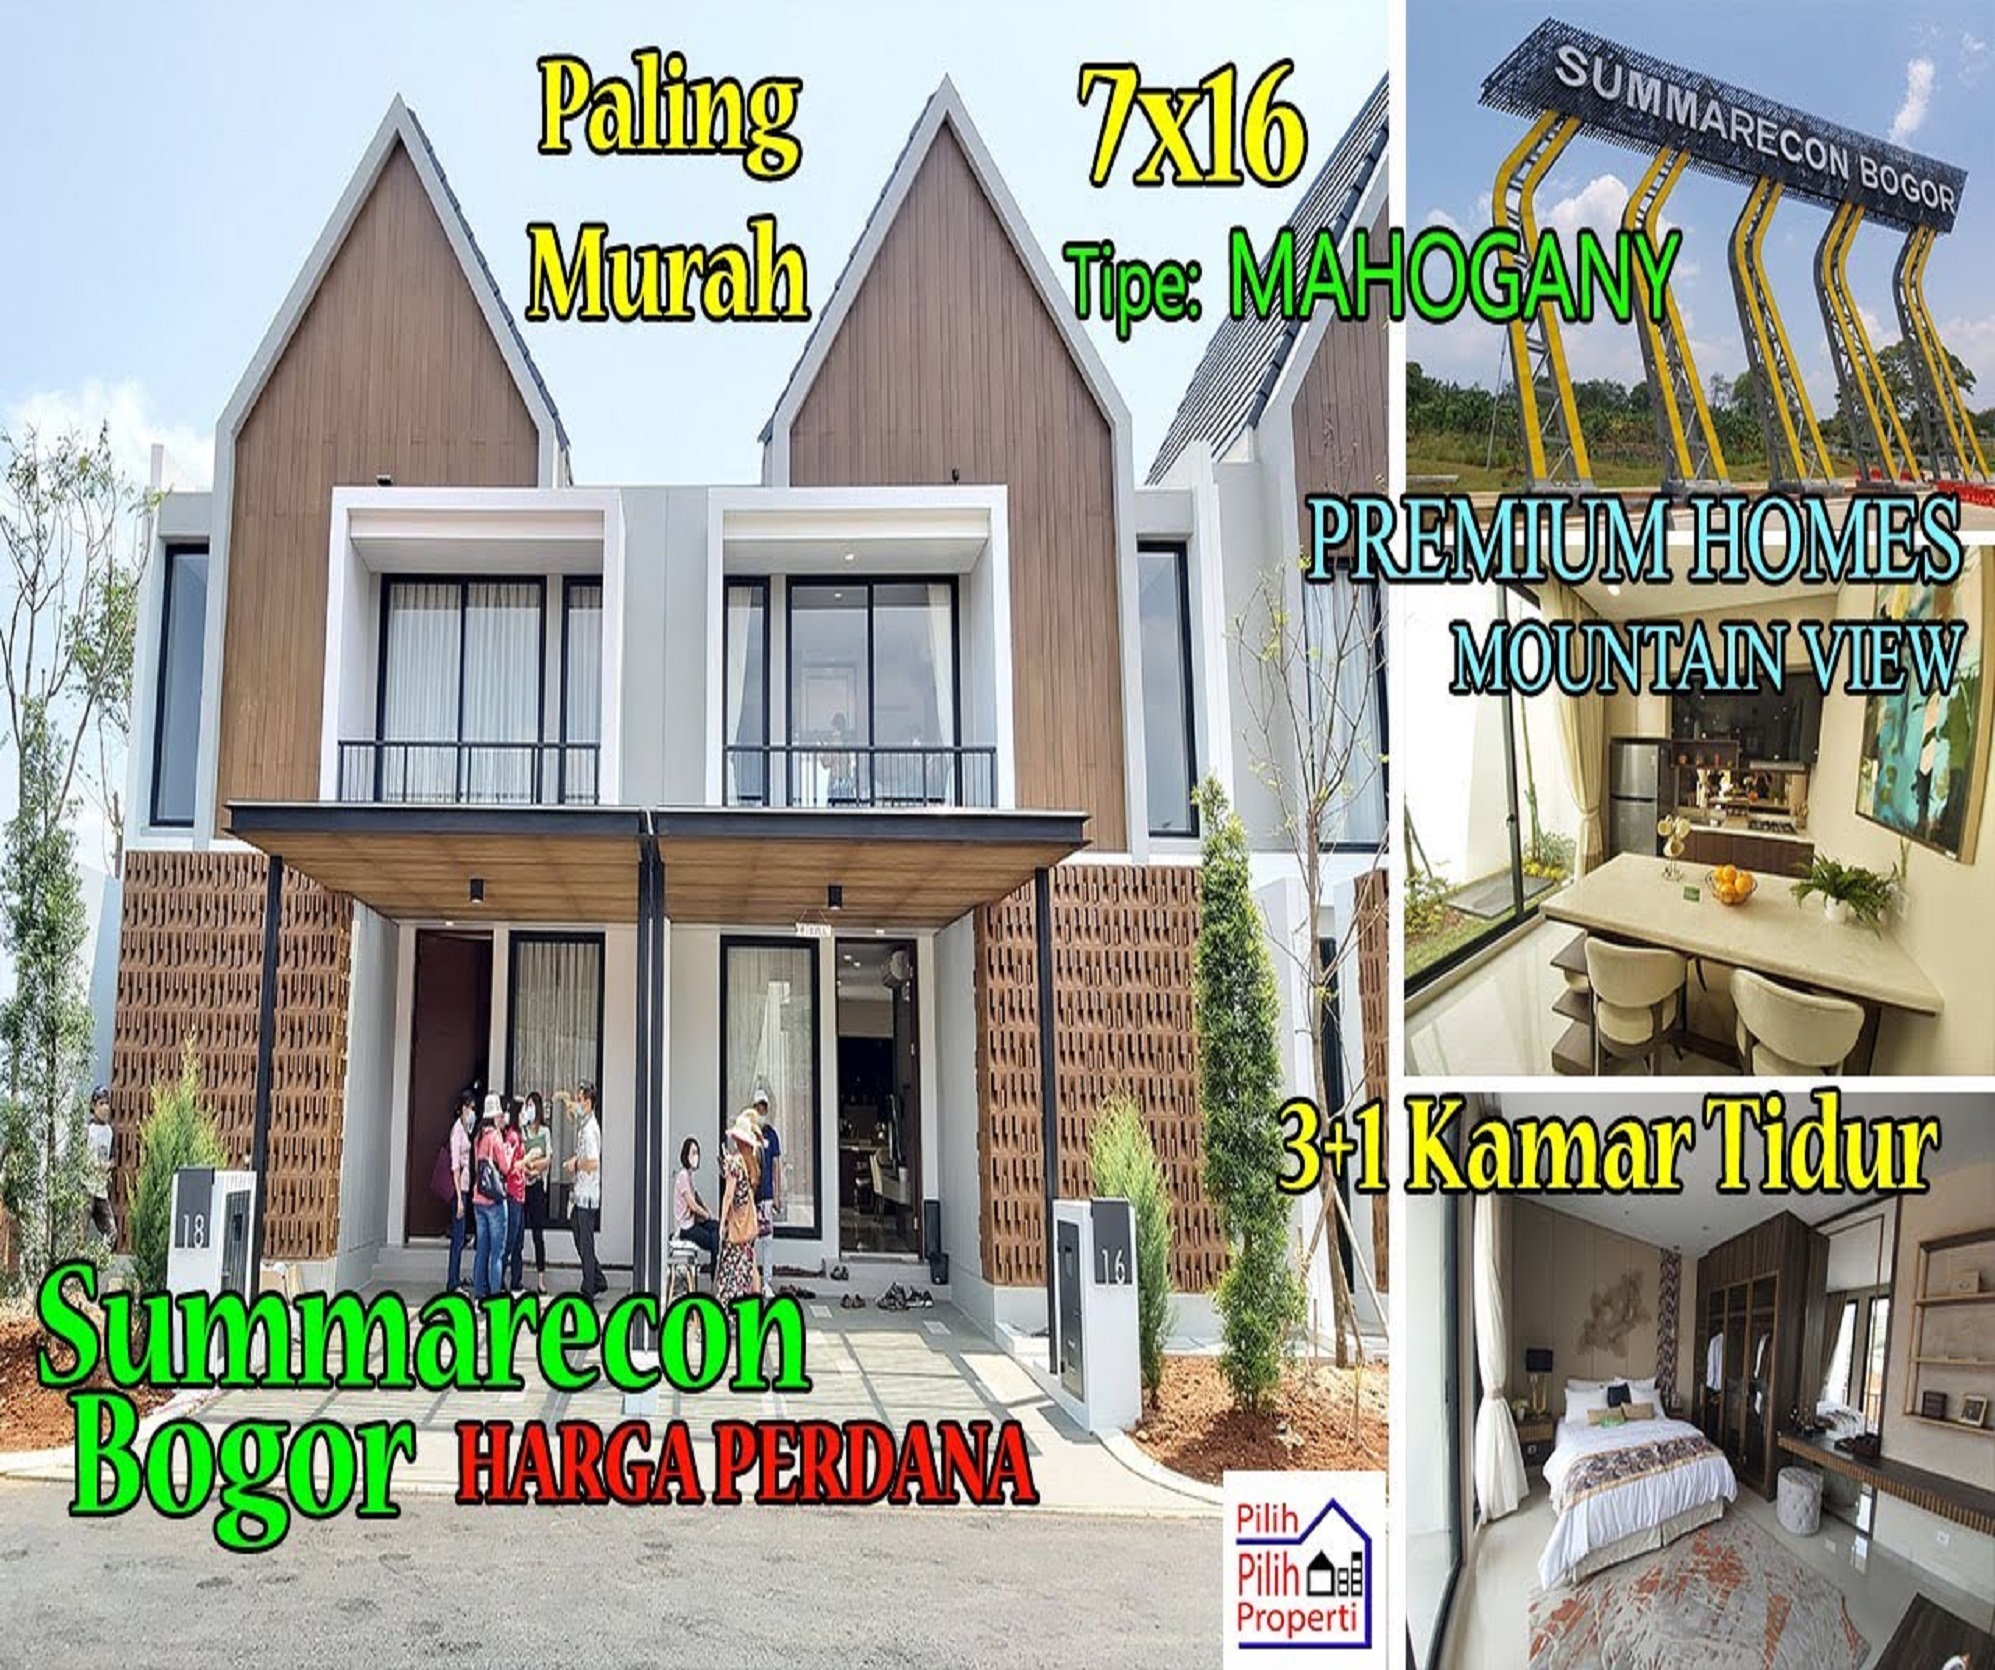 Paling
Murah
7x16
Tipe: MAHOGANY
SUMMARECON BOGOR
PREMIUM HOMES
MOUNTAIN VIEW
3+1 Kamar Tidur
18
16
Summarecon
Bogor HARGA PERDANA
Pilih
Pilih
Properti